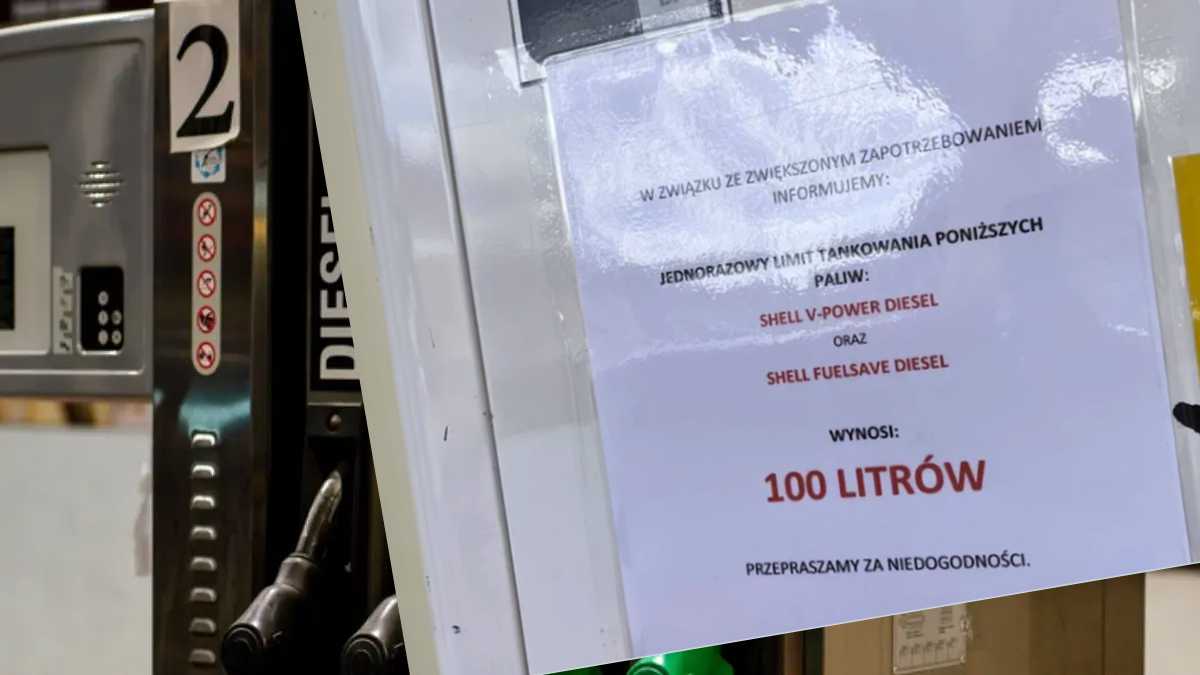 2
DIESEL
W ZWIĄZKU ZE ZWIĘKSZONYM ZAPOTRZEBOWANIEM
INFORMUJEMY:
JEDNORAZOWY LIMIT TANKOWANIA PONIŻSZYCH
PALIW:
SHELL V-POWER DIESEL
ORAZ
SHELL FUELSAVE DIESEL
WYNOSI:
100 LITRÓW
PRZEPRASZAMY ZA NIEDOGODNOŚCI.